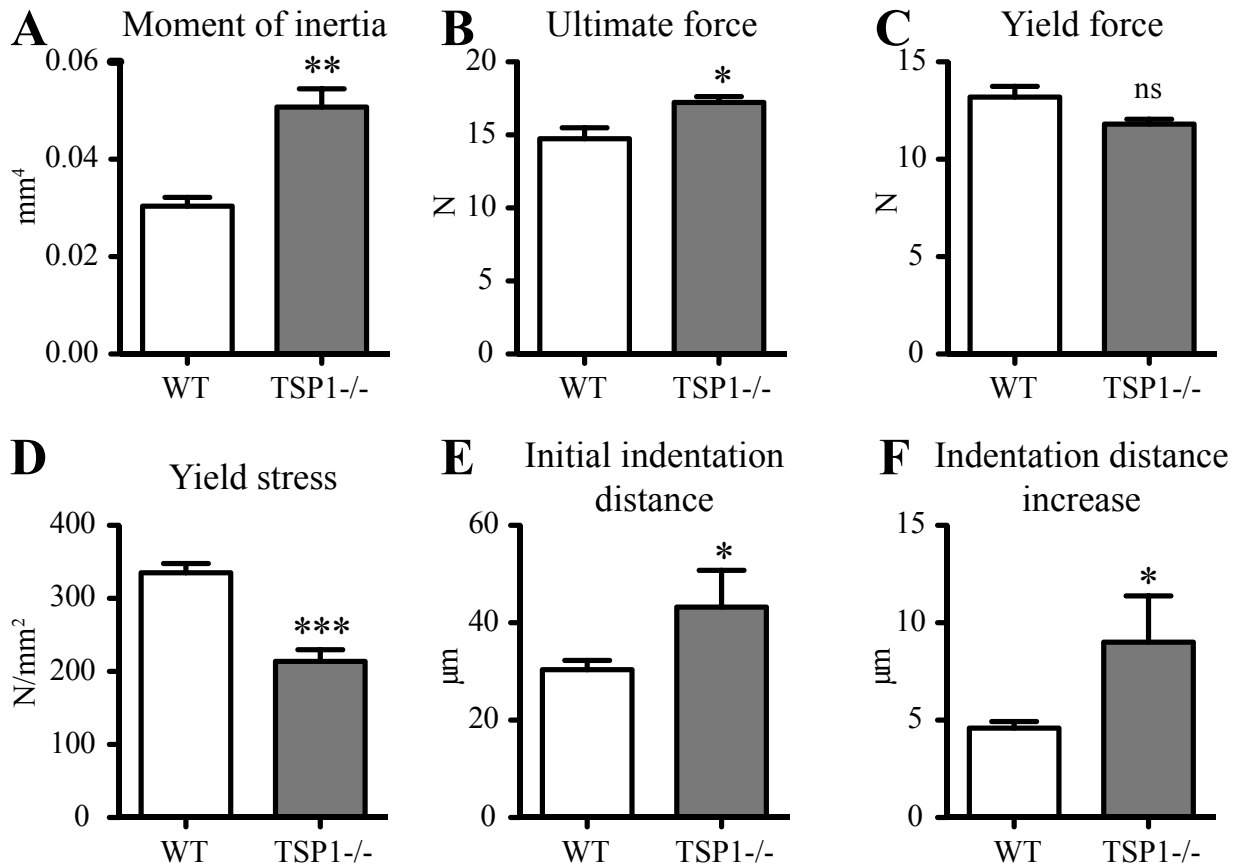 A Moment of inertia
mm⁴
0.06
0.04
0.02
0.00
**
WT TSP1-/-
B Ultimate force
N
20
15
10
5
0
*
WT TSP1-/-
C Yield force
N
15
10
5
0
ns
WT TSP1-/-
D Yield stress
N/mm²
400
300
200
100
0
***
WT TSP1-/-
E Initial indentation
distance
μm
60
40
20
0
*
WT TSP1-/-
F Indentation distance
increase
μm
15
10
5
0
*
WT TSP1-/-